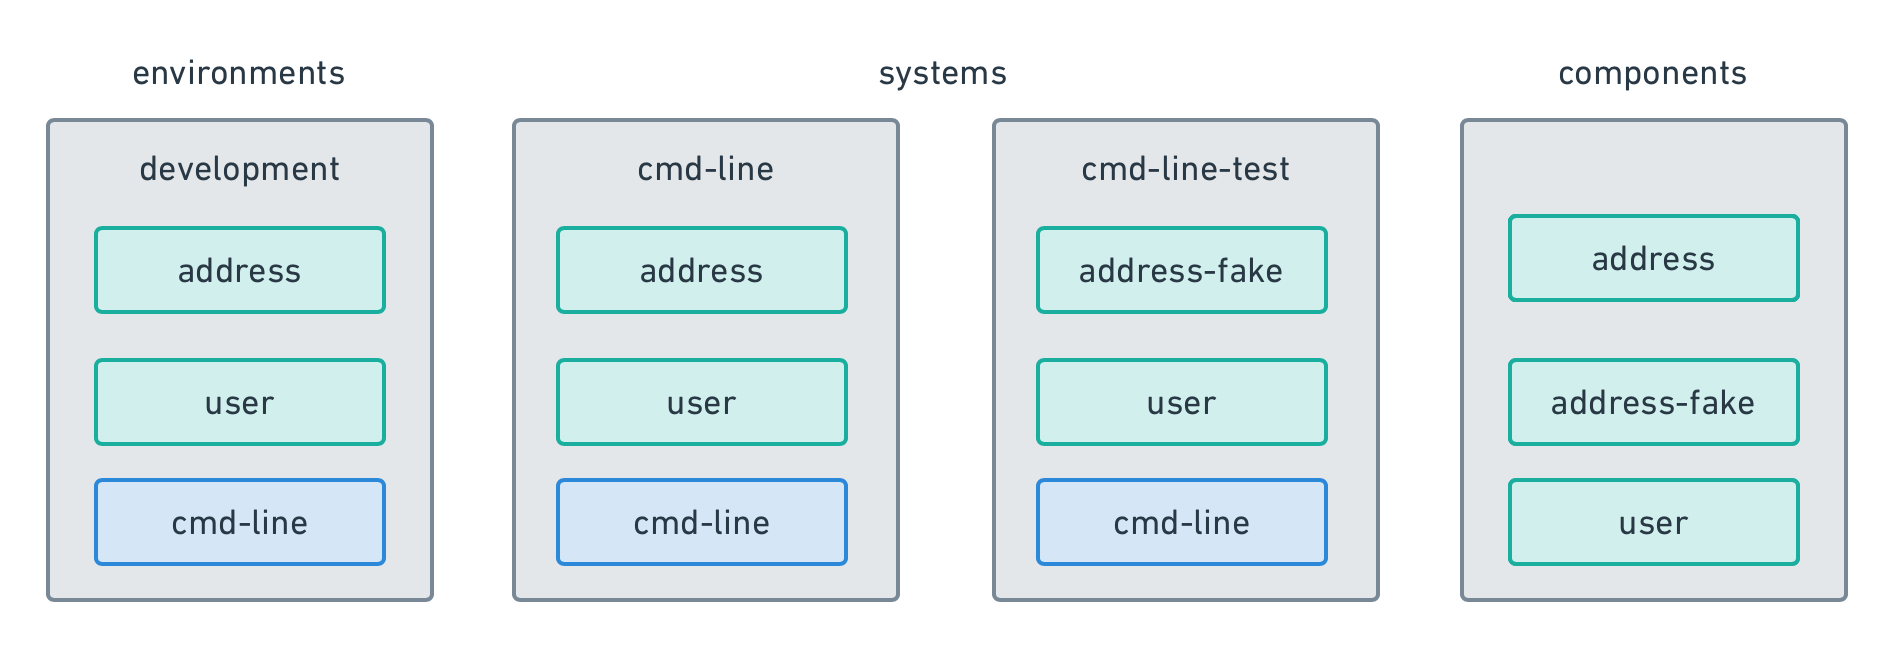 environments
systems
components
development
address
user
cmd-line
cmd-line
address
user
cmd-line
cmd-line-test
address-fake
user
cmd-line
address
address-fake
user